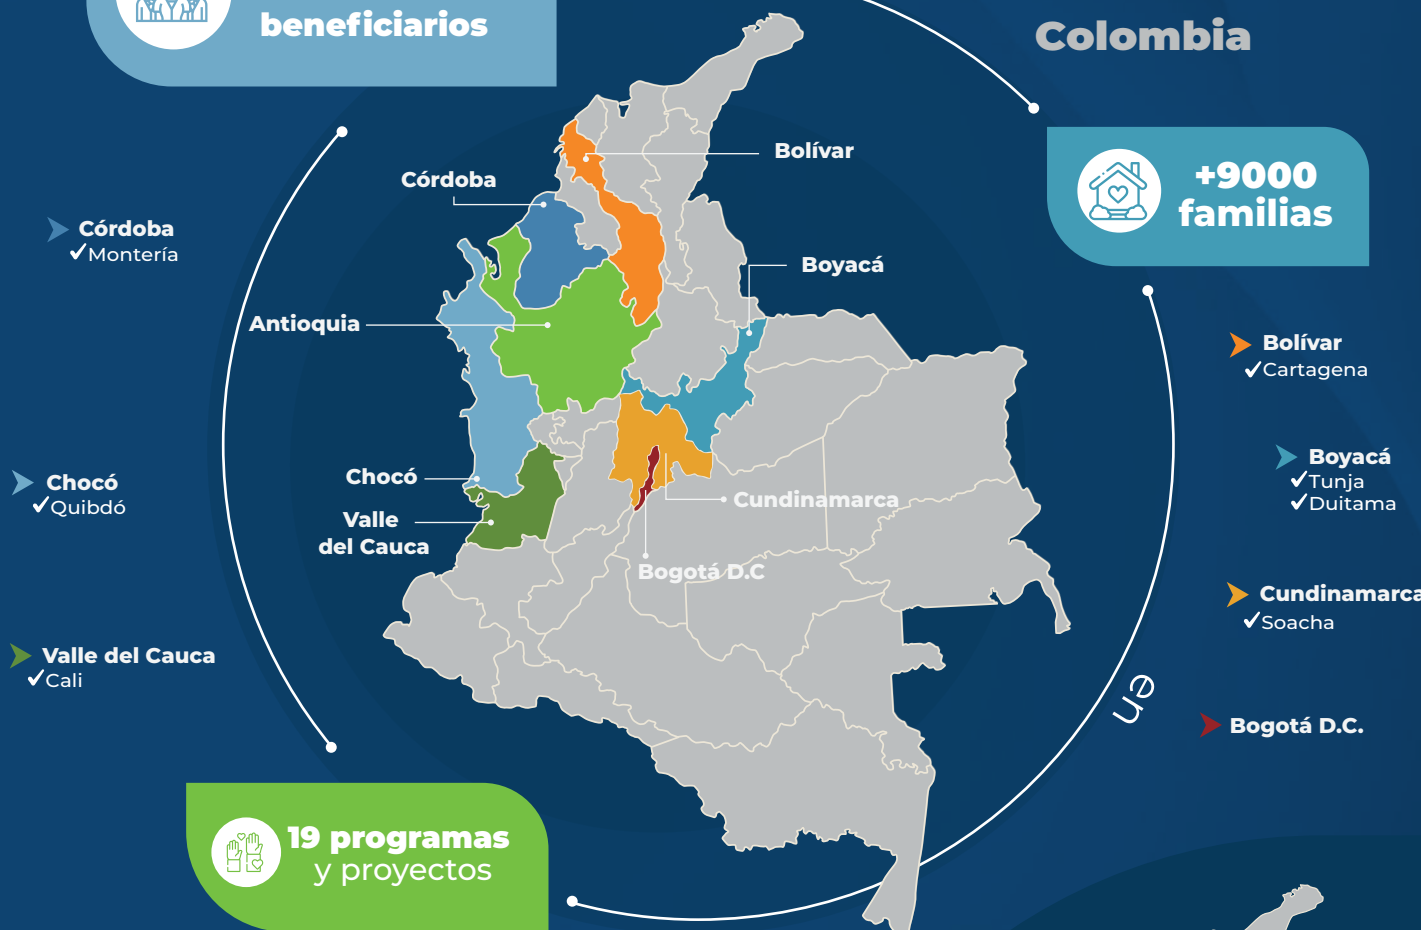 beneficiarios
Colombia
+9000
familias
Bolívar
Córdoba
Boyacá
Antioquia
Chocó
Valle
del Cauca
Cundinamarca
Bogotá D.C
Córdoba
Montería
Chocó
Quibdó
Valle del Cauca
Cali
Bolívar
Cartagena
Boyacá
Tunja
Duitama
Cundinamarca
Soacha
Bogotá D.C.
en
19 programas
y proyectos